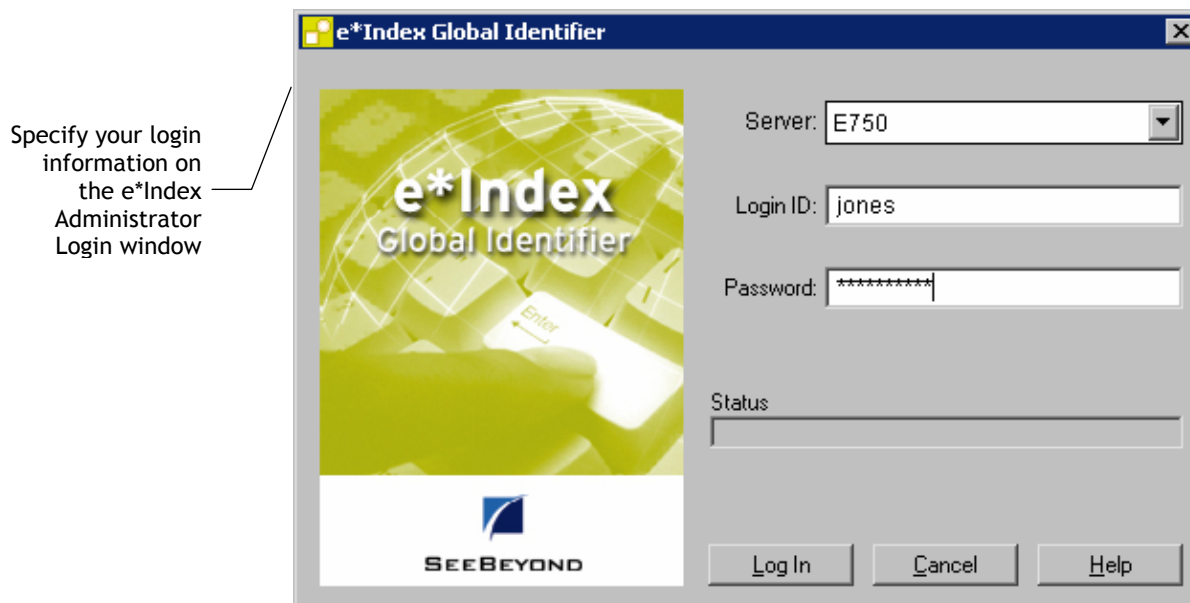 e*Index Global Identifier
Specify your login
information on
the e*Index
Administrator
Login window
e*Index
Global Identifier
Enter
SEEBEYOND
Server: E750
Login ID: jones
Password: **********
Status
Log In
Cancel
Help